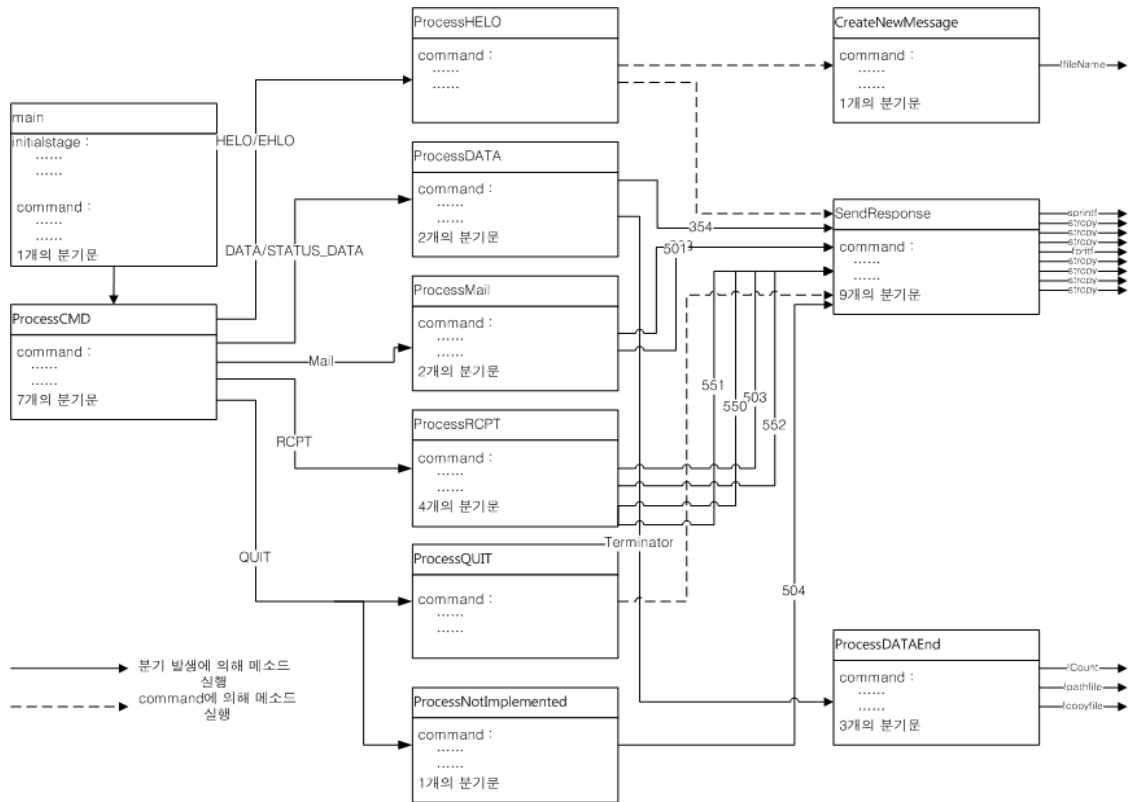 main
initialstage :
......
......
command :
......
......
1개의 분기문
ProcessCMD
command :
......
......
7개의 분기문
HELO/EHLO
DATA/STATUS_DATA
Mail
RCPT
QUIT
ProcessHELO
command :
......
......
ProcessDATA
command :
......
......
2개의 분기문
ProcessMail
command :
......
......
2개의 분기문
ProcessRCPT
command :
......
......
4개의 분기문
ProcessQUIT
command :
......
......
ProcessNotImplemented
command :
......
......
1개의 분기문
354
501
551
550
503
552
Terminator
504
CreateNewMessage
command :
......
......
1개의 분기문
!fileName
SendResponse
command :
......
......
9개의 분기문
sprintf
strcpy
strcpy
strcpy
fpritf
strcpy
strcpy
strcpy
strcpy
ProcessDATAEnd
command :
......
......
3개의 분기문
!Count
!pathfile
!copyfile
분기 발생에 의해 메소드
실행
command에 의해 메소드
실행